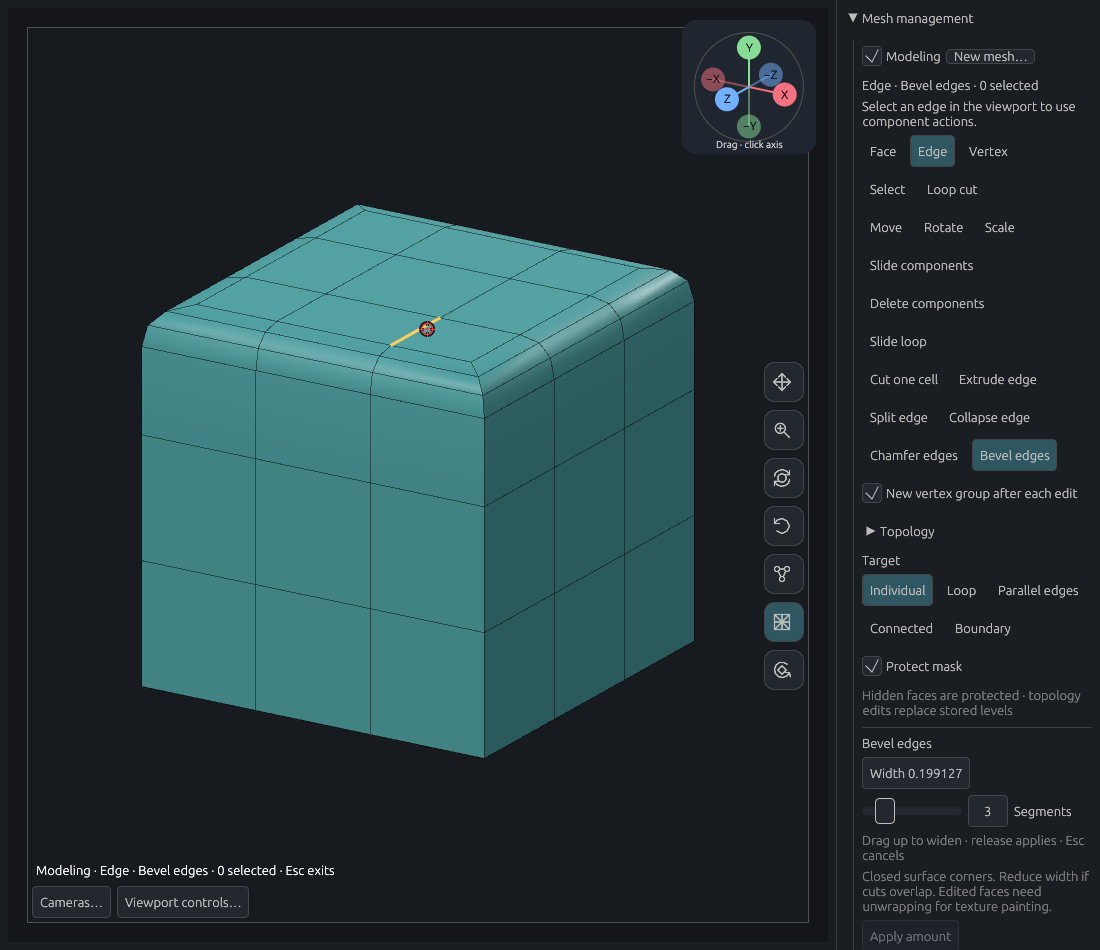 Y
−X
−Z
Z
X
−Y
Drag · click axis
Modeling · Edge · Bevel edges · 0 selected · Esc exits
Cameras…
Viewport controls…
Mesh management
Modeling
New mesh…
Edge · Bevel edges · 0 selected
Select an edge in the viewport to use
component actions.
Face Edge Vertex
Select Loop cut
Move Rotate Scale
Slide components
Delete components
Slide loop
Cut one cell Extrude edge
Split edge Collapse edge
Chamfer edges Bevel edges
New vertex group after each edit
Topology
Target
Individual Loop Parallel edges
Connected Boundary
Protect mask
Hidden faces are protected · topology
edits replace stored levels
Bevel edges
Width 0.199127
3 Segments
Drag up to widen · release applies · Esc
cancels
Closed surface corners. Reduce width if
cuts overlap. Edited faces need
unwrapping for texture painting.
Apply amount